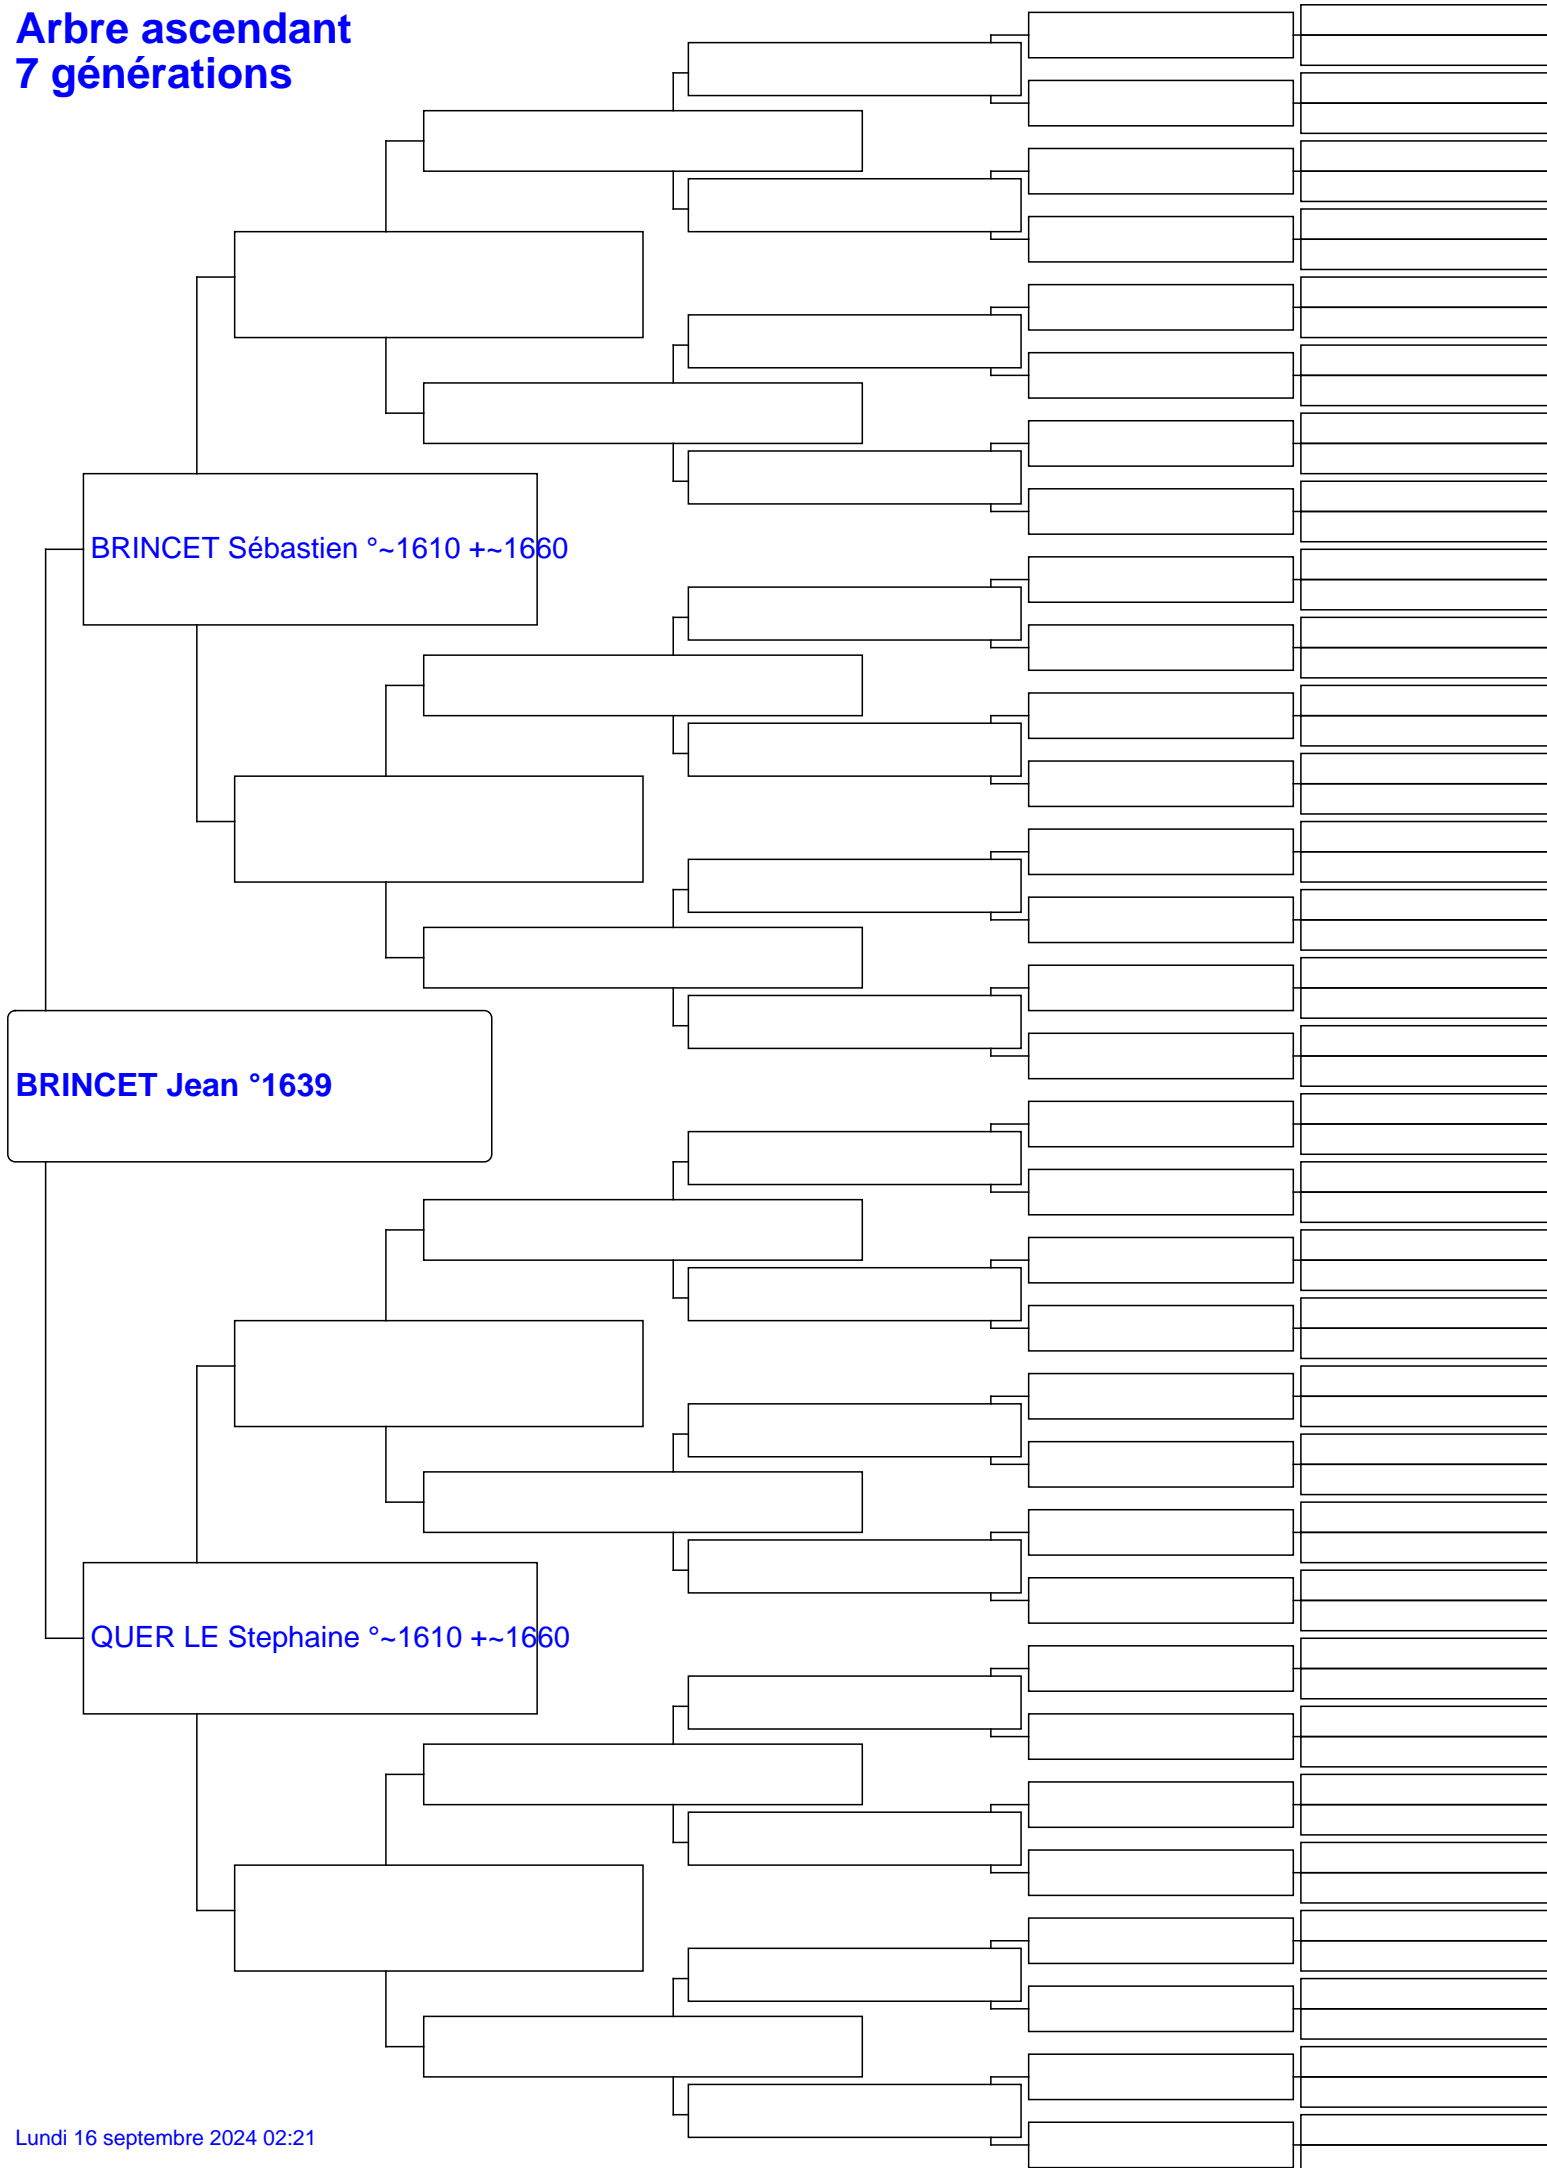 Arbre ascendant
7 générations
BRINCET Sébastien °~1610 +~1660
BRINCET Jean °1639
QUER LE Stephaine °~1610 +~1660
Lundi 16 septembre 2024 02:21